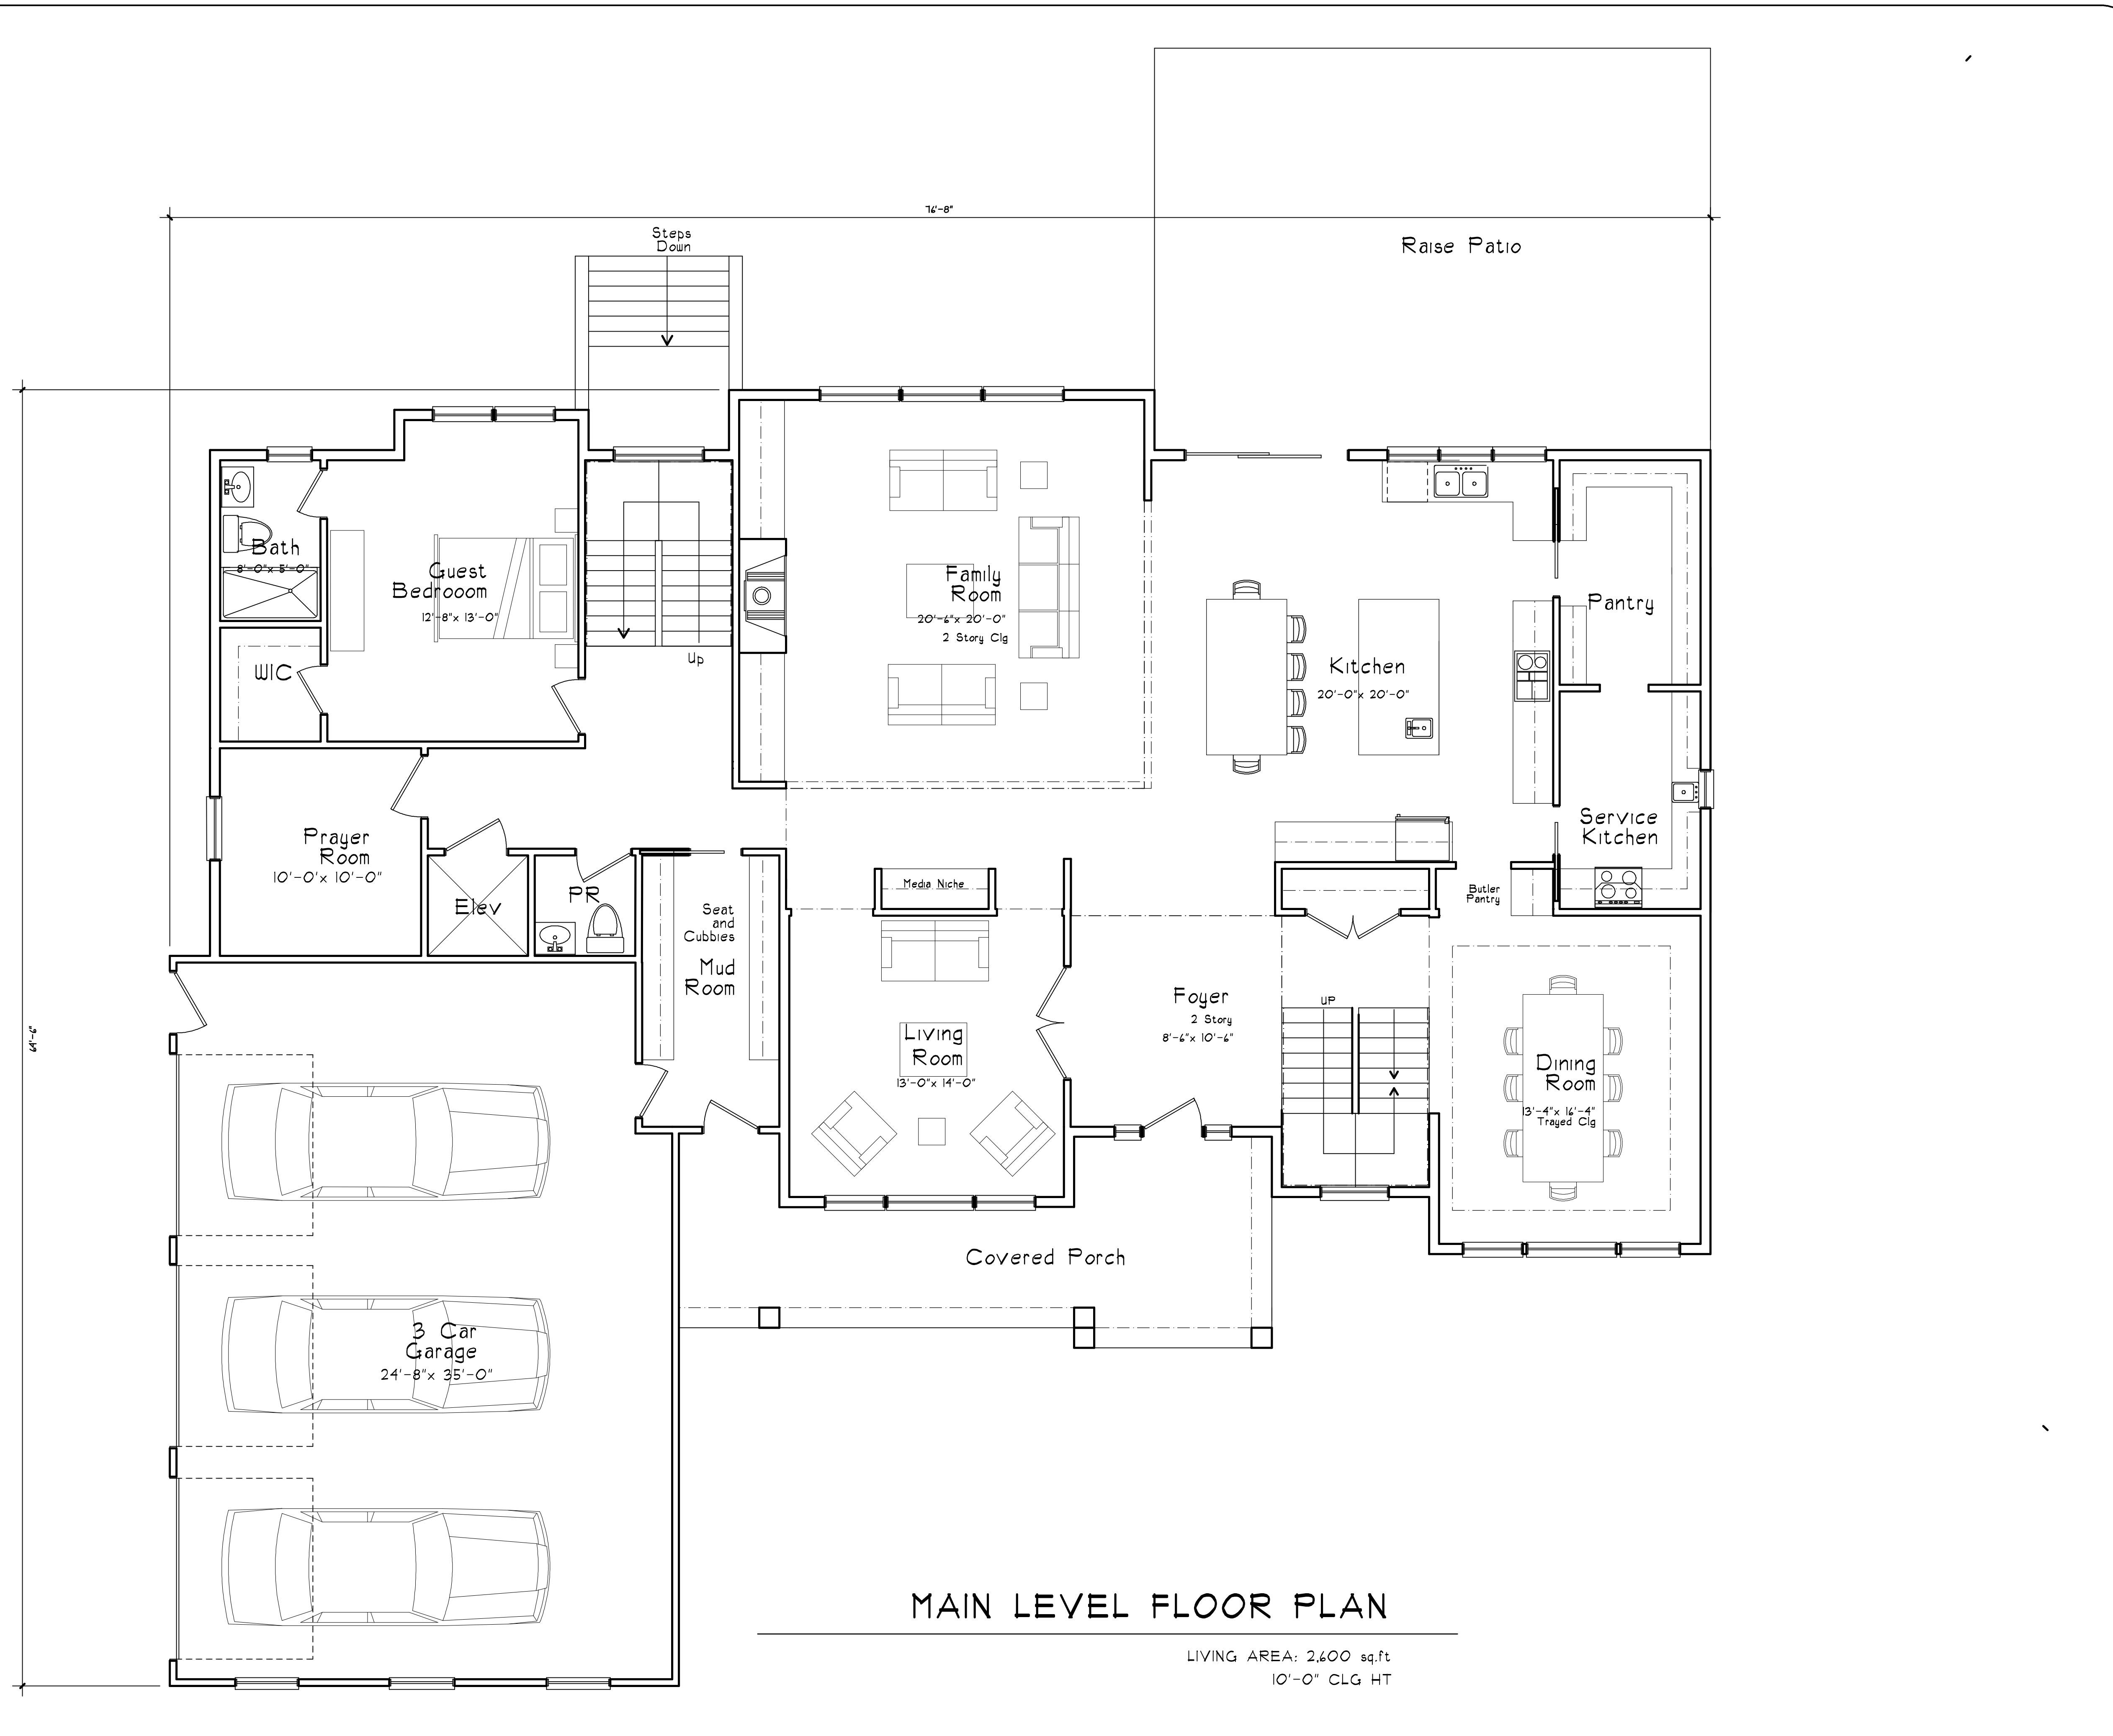 76'-8"
Steps
Down
Raise Patio
Bath
8'-0"x 5'-0"
Guest
Bedrooom
12'-8"x 13'-0"
Up
Family
Room
20'-6"x 20'-0"
2 Story Clg
Kitchen
20'-0"x 20'-0"
Pantry
WIC
Prayer
Room
10'-0"x 10'-0"
Elev
PR
Seat
and
Cubbies
Mud
Room
Media Niche
Butler
Pantry
Service
Kitchen
Living
Room
13'-0"x 14'-0"
Foyer
2 Story
8'-6"x 10'-6"
UP
Dining
Room
13'-4"x 16'-4"
Trayed Clg
Covered Porch
3 Car
Garage
24'-8"x 35'-0"
64'-6"
MAIN LEVEL FLOOR PLAN
LIVING AREA: 2,600 sq.ft
10'-0" CLG HT